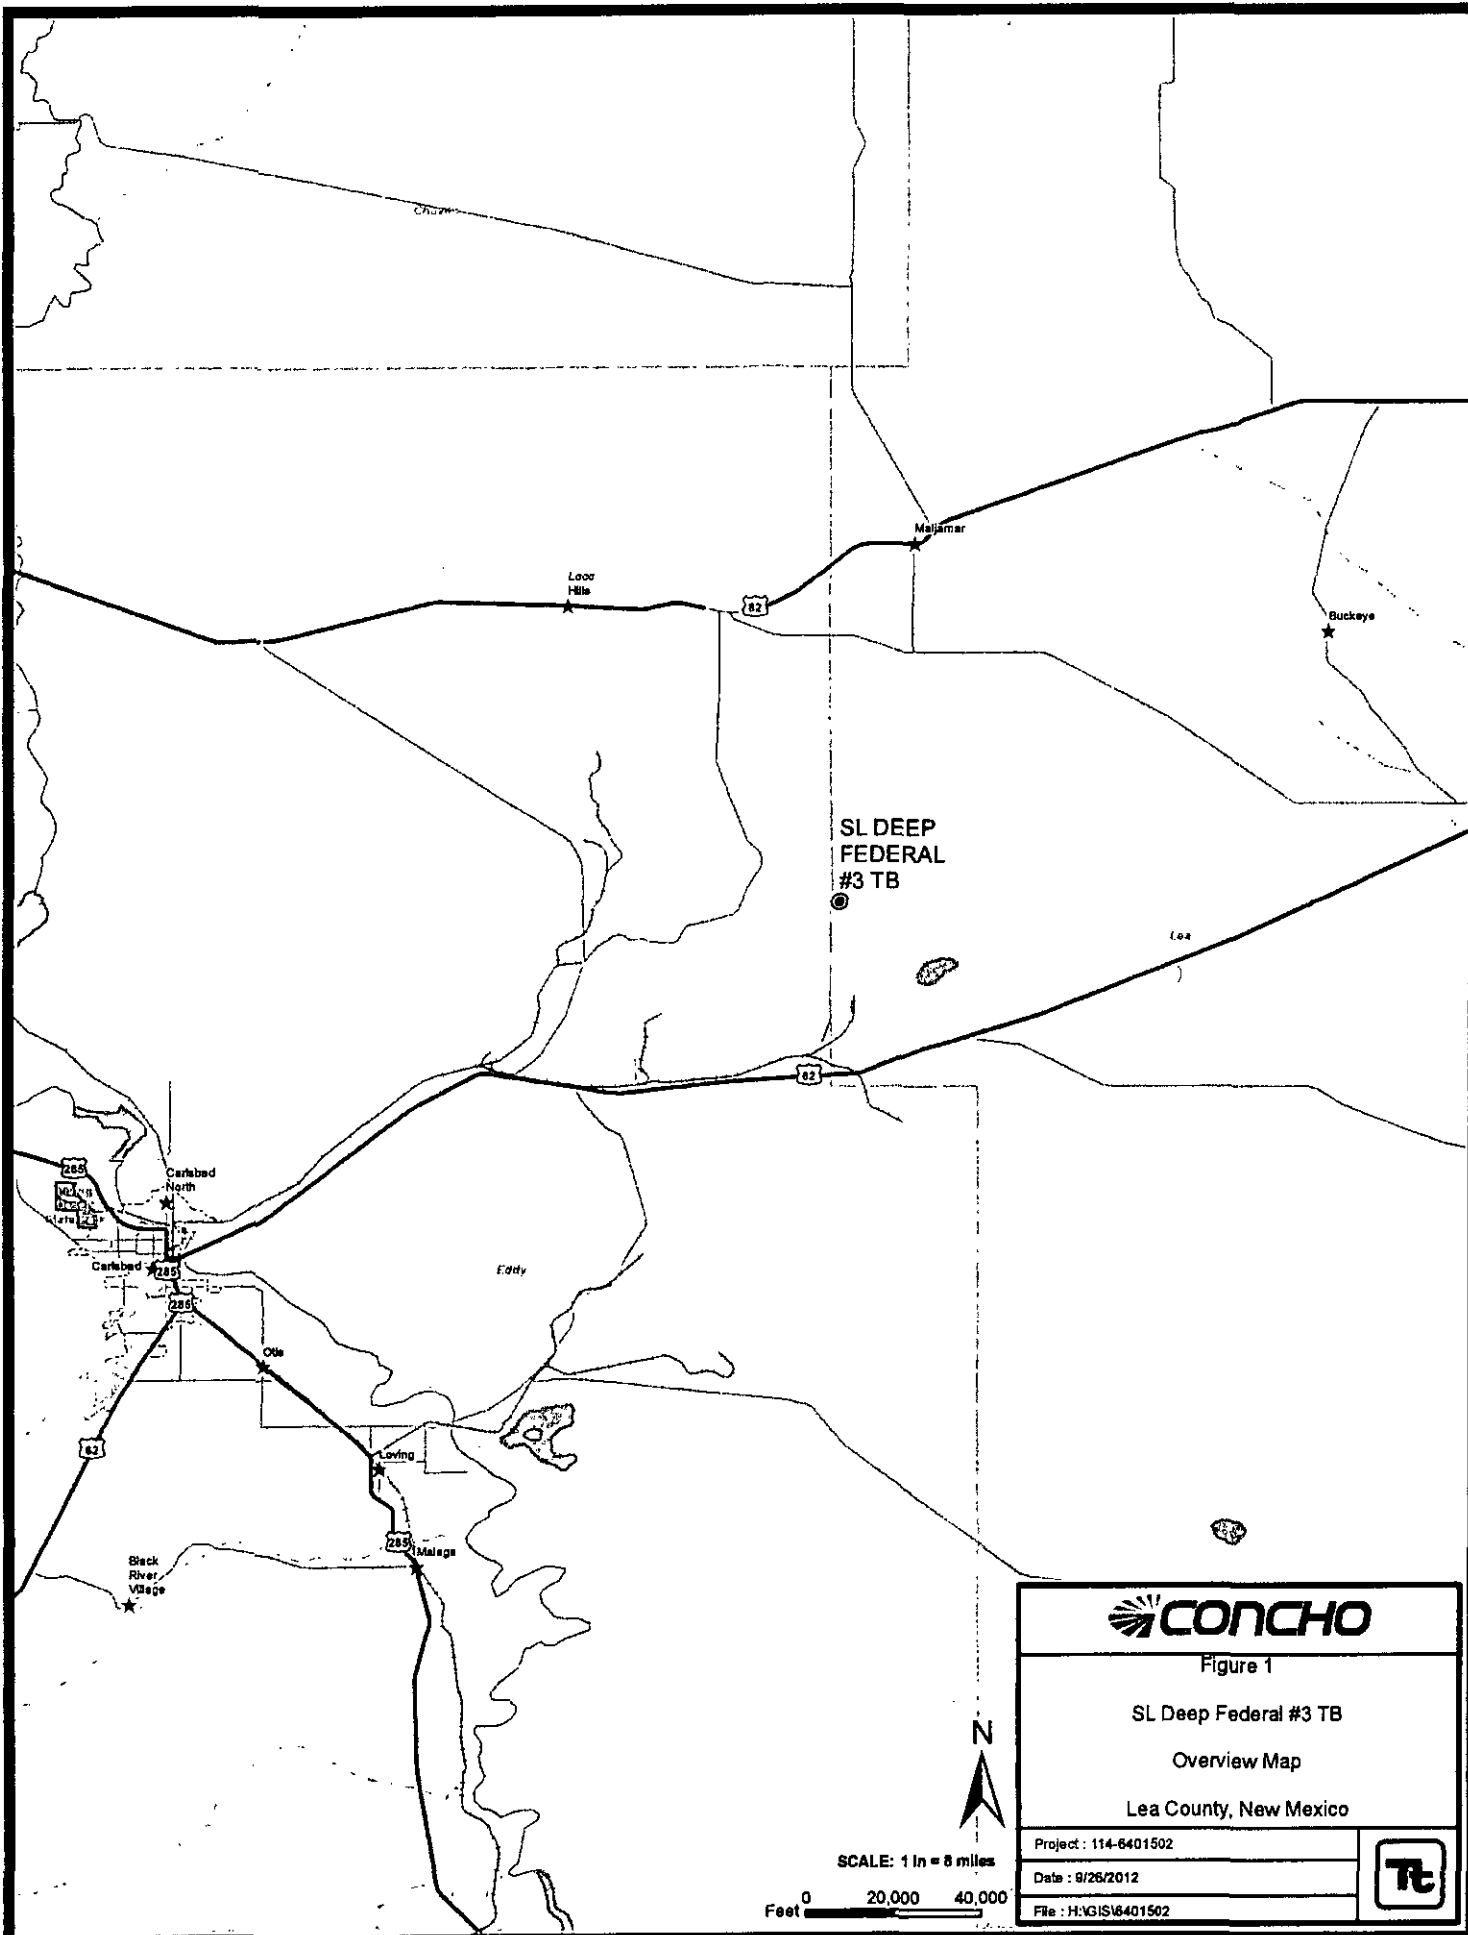 Maljamar
Loco
Hills
82
Buckeye
SL DEEP
FEDERAL
#3 TB
Lea
82
285
Carlsbad
North
Carlsbad
285
285
Eddy
Otis
62
Loving
285
Malaga
Black
River
Village
CONCHO
Figure 1
SL Deep Federal #3 TB
Overview Map
Lea County, New Mexico
N
SCALE: 1 in = 8 miles
0 20,000 40,000
Feet
Project : 114-6401502
Date : 9/26/2012
File : H:\GIS\6401502
Tt